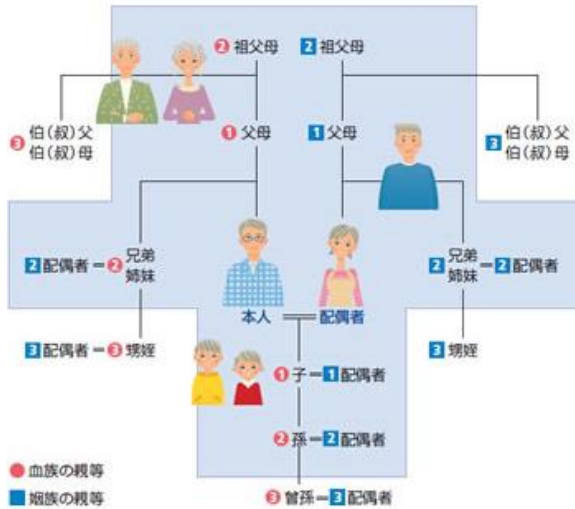 ❷ 祖父母
2 祖父母
❸ 伯（叔）父
伯（叔）母
❶ 父母
1 父母
3 伯（叔）父
伯（叔）母
2 配偶者＝❷ 兄弟
姉妹
2 兄弟
姉妹
＝2 配偶者
本人
配偶者
3 配偶者＝❸ 甥姪
3 甥姪
❶ 子＝1 配偶者
❷ 孫＝2 配偶者
❸ 曾孫＝3 配偶者
● 血族の親等
■ 姻族の親等